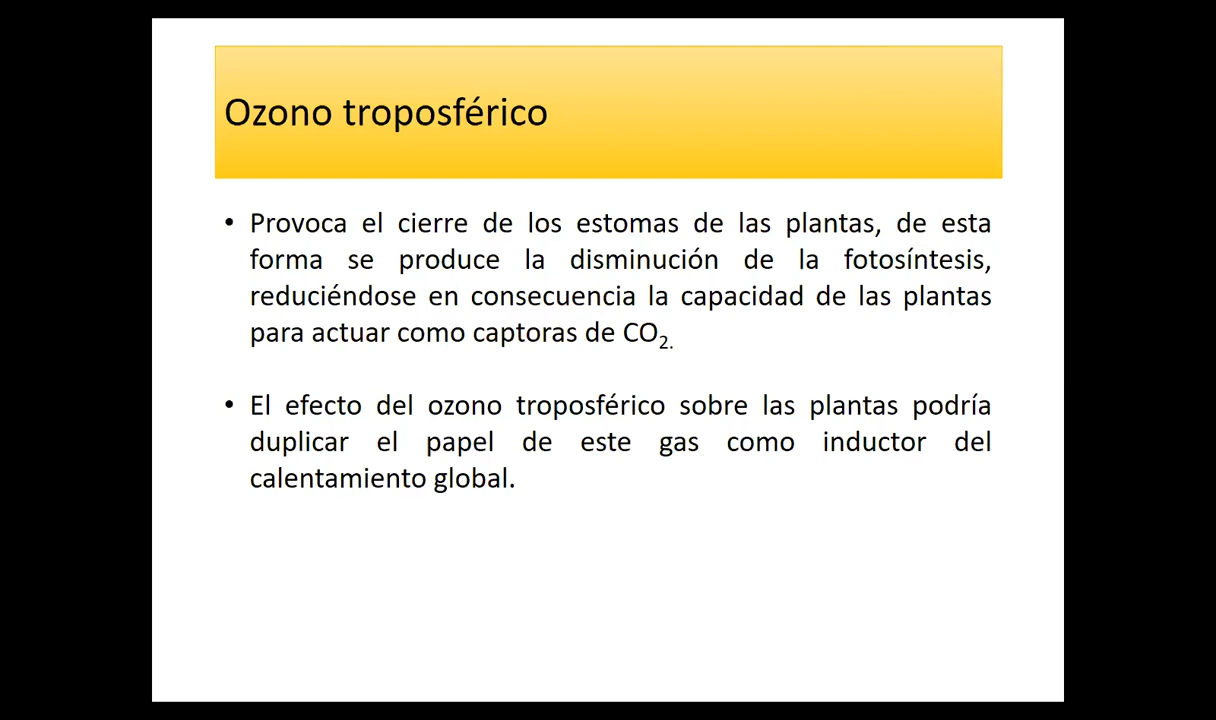 Ozono troposférico
• Provoca el cierre de los estomas de las plantas, de esta
forma se produce la disminución de la fotosíntesis,
reduciéndose en consecuencia la capacidad de las plantas
para actuar como captoras de CO₂.
• El efecto del ozono troposférico sobre las plantas podría
duplicar el papel de este gas como inductor del
calentamiento global.